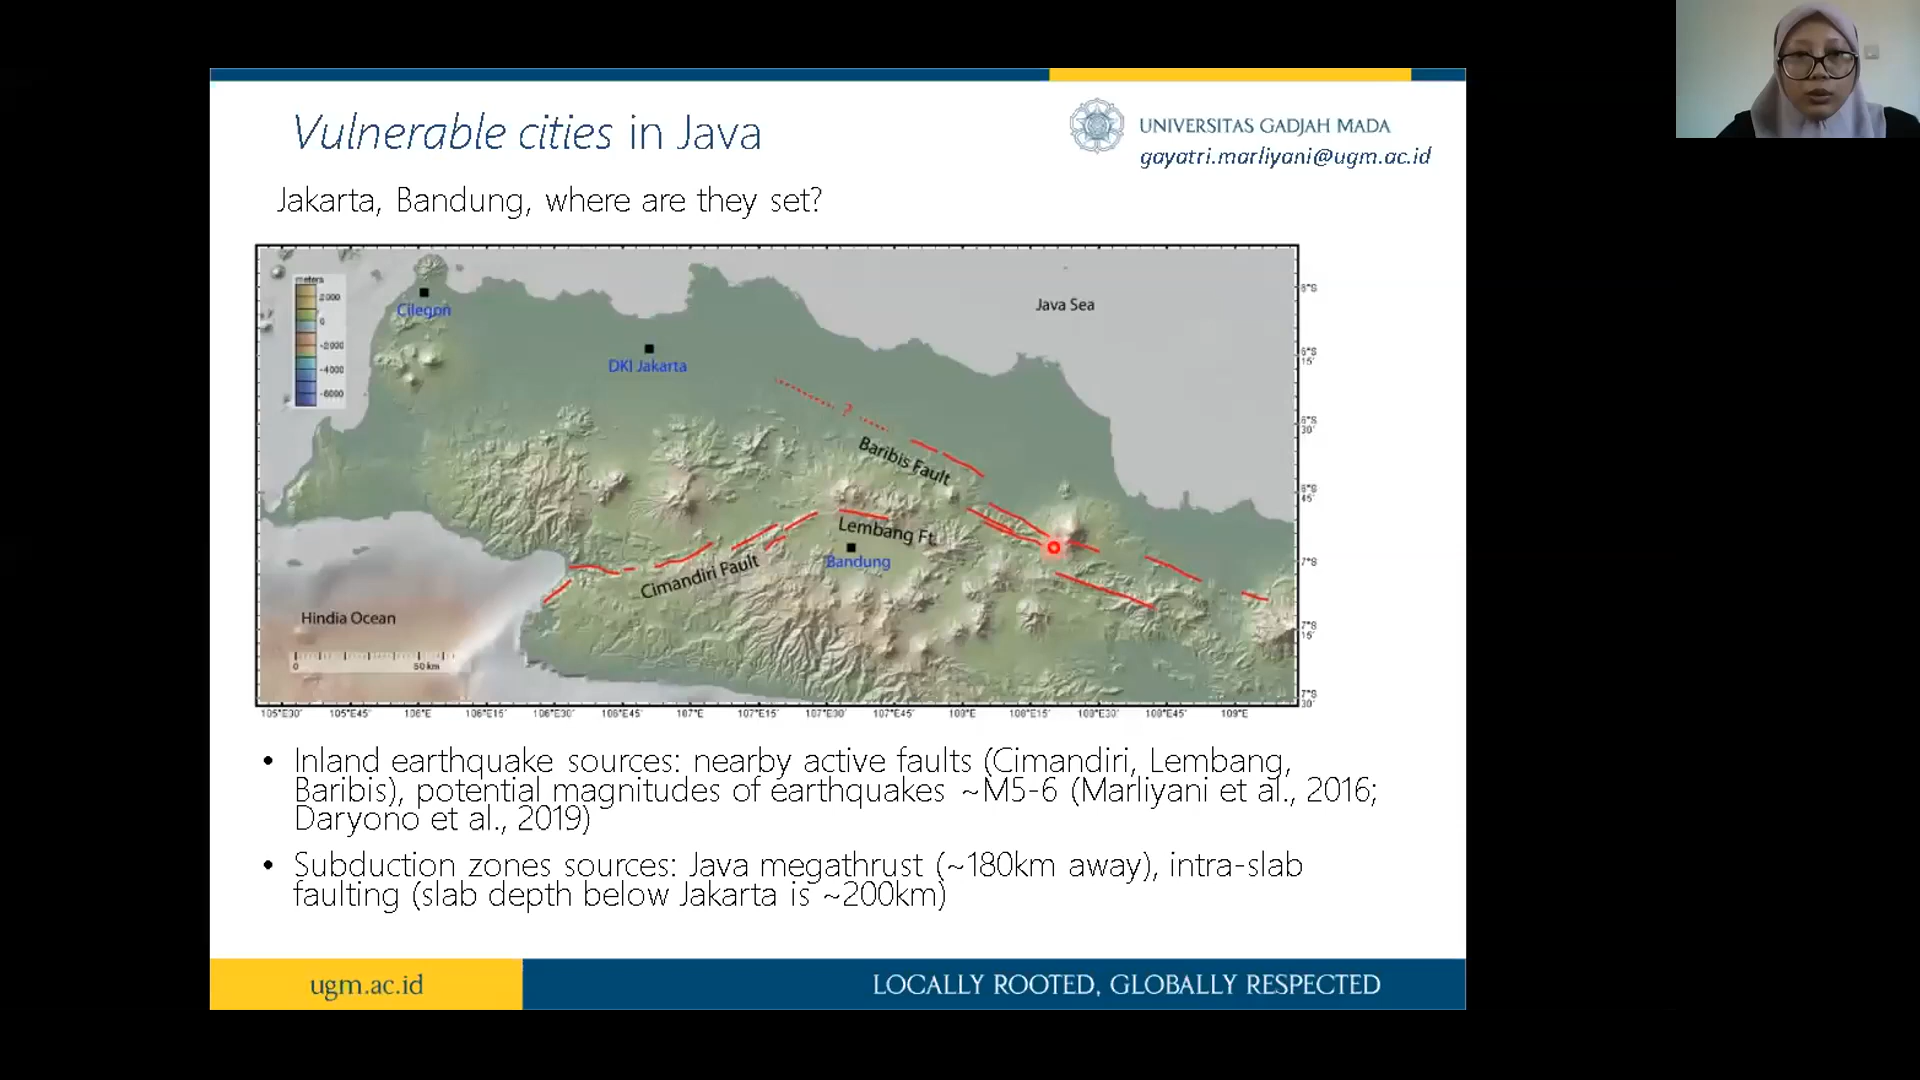 Vulnerable cities in Java
UNIVERSITAS GADJAH MADA
gayatri.marliyani@ugm.ac.id
Jakarta, Bandung, where are they set?
meters
2000
0
-2000
-4000
-6000
Cilegon
DKI Jakarta
Java Sea
?
Baribis Fault
Lembang Ft.
Bandung
Cimandiri Fault
Hindia Ocean
0 50 km
6°S
6°S 15'
6°S 30'
6°S 45'
7°S
7°S 15'
7°S 30'
105°E30' 105°E45' 106°E 106°E15' 106°E30' 106°E45' 107°E 107°E15' 107°E30' 107°E45' 108°E 108°E15' 108°E30' 108°E45' 109°E
• Inland earthquake sources: nearby active faults (Cimandiri, Lembang,
Baribis), potential magnitudes of earthquakes ~M5-6 (Marliyani et al., 2016;
Daryono et al., 2019)
• Subduction zones sources: Java megathrust (~180km away), intra-slab
faulting (slab depth below Jakarta is ~200km)
ugm.ac.id
LOCALLY ROOTED, GLOBALLY RESPECTED